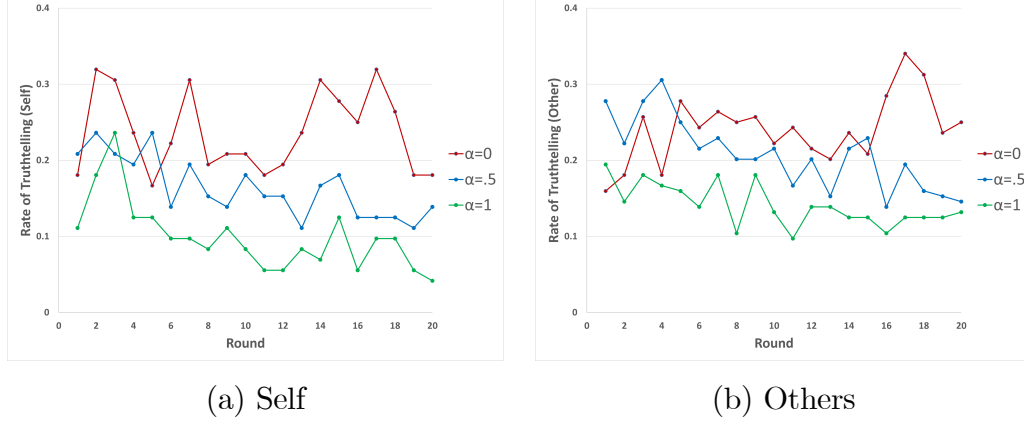 0.4
0.3
0.2
0.1
0
0 2 4 6 8 10 12 14 16 18 20
Rate of Truthtelling (Self)
Round
α=0
α=.5
α=1
(a) Self
0.4
0.3
0.2
0.1
0
0 2 4 6 8 10 12 14 16 18 20
Rate of Truthtelling (Other)
Round
α=0
α=.5
α=1
(b) Others